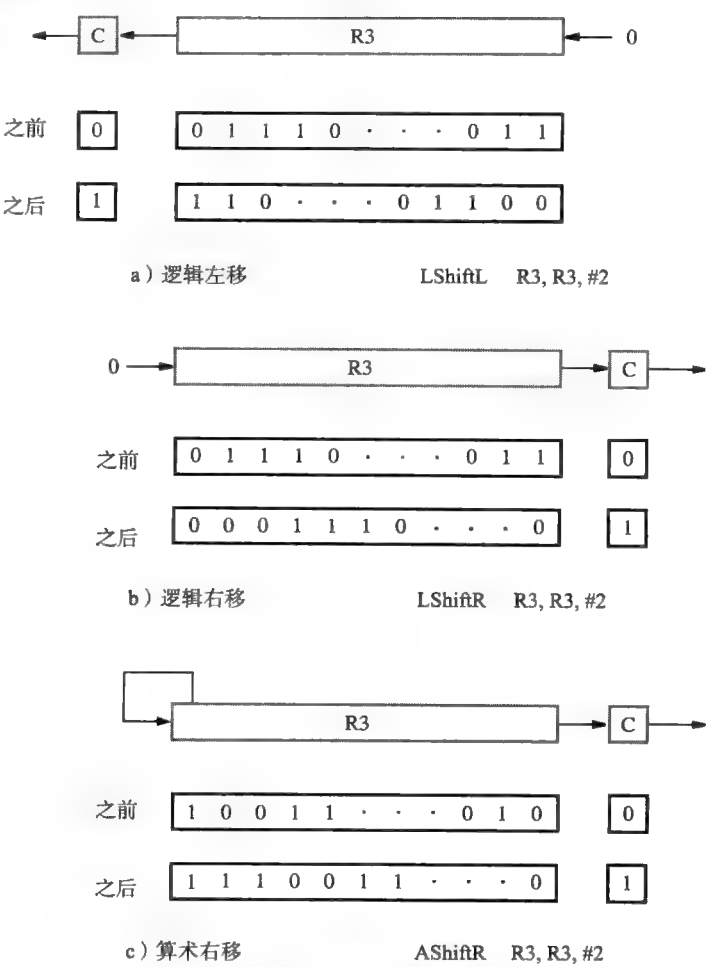 C R3 0
之前 0 0 1 1 1 0 · · · 0 1 1
之后 1 1 1 0 · · · 0 1 1 0 0
a）逻辑左移 LShiftL R3, R3, #2
0 R3 C
之前 0 1 1 1 0 · · · 0 1 1 0
之后 0 0 0 1 1 1 0 · · · 0 1
b）逻辑右移 LShiftR R3, R3, #2
R3 C
之前 1 0 0 1 1 · · · 0 1 0 0
之后 1 1 1 0 0 1 1 · · · 0 1
c）算术右移 AShiftR R3, R3, #2